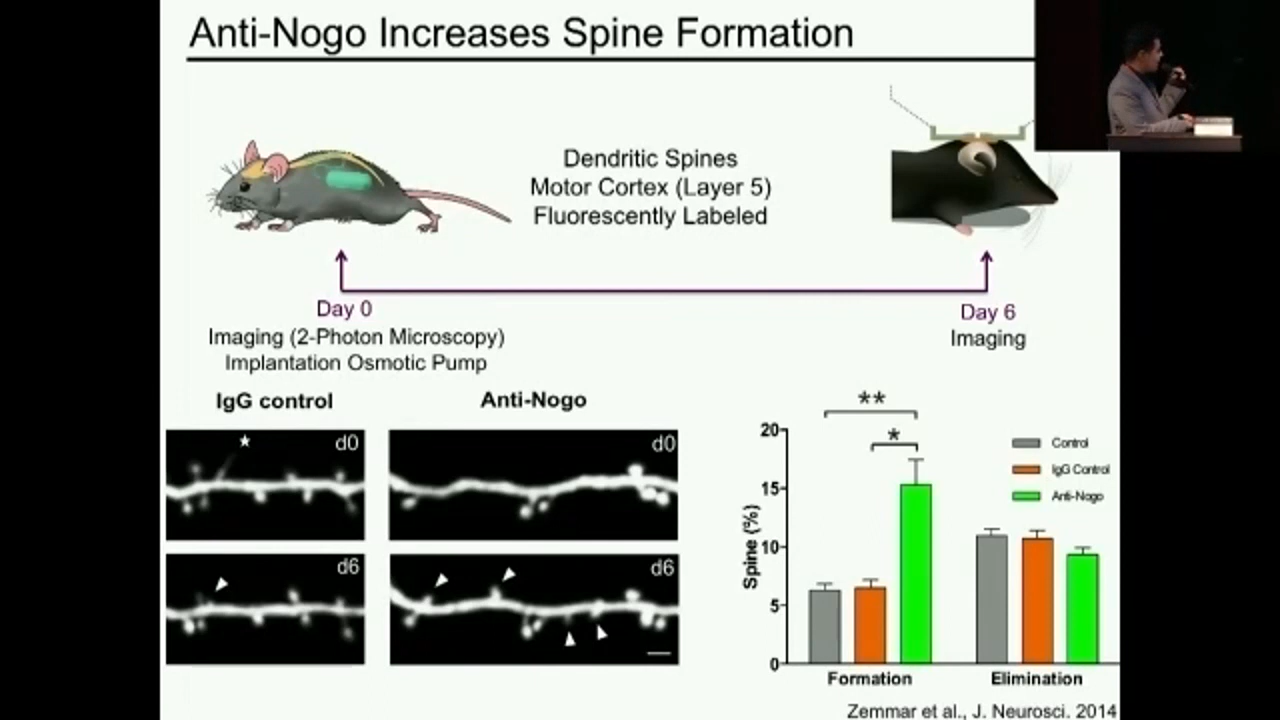 Anti-Nogo Increases Spine Formation
Dendritic Spines
Motor Cortex (Layer 5)
Fluorescently Labeled
Day 0
Imaging (2-Photon Microscopy)
Implantation Osmotic Pump
Day 6
Imaging
IgG control
Anti-Nogo
d0
d0
d6
d6
**
*
20
15
10
5
0
Spine (%)
Control
IgG Control
Anti-Nogo
Formation
Elimination
Zemmar et al., J. Neurosci. 2014